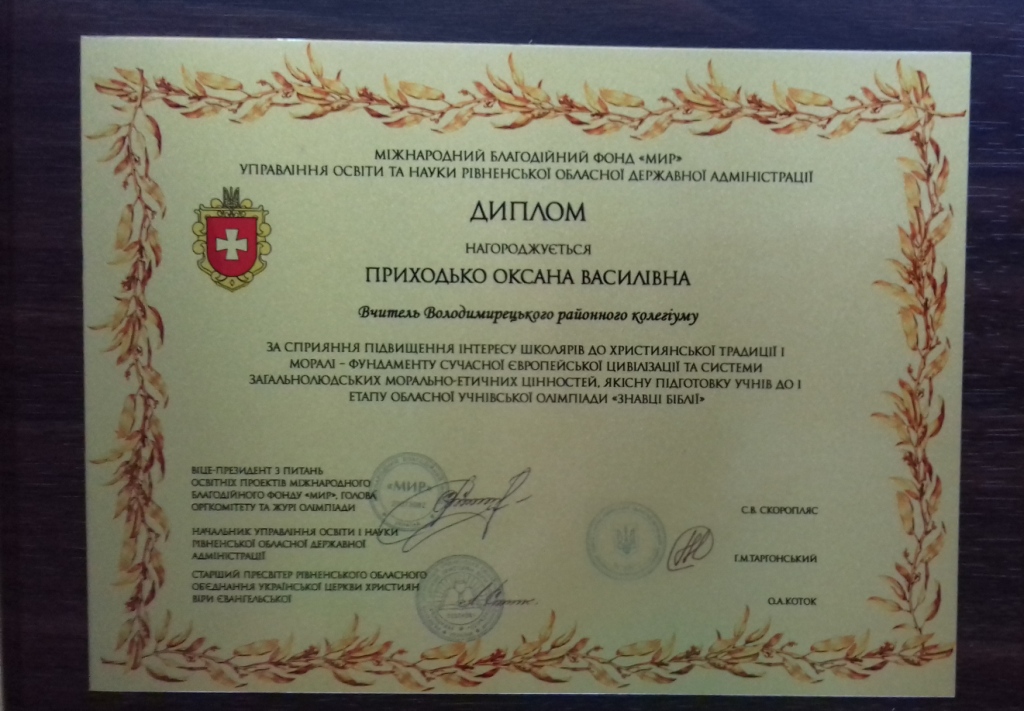 МІЖНАРОДНИЙ БЛАГОДІЙНИЙ ФОНД «МИР»
УПРАВЛІННЯ ОСВІТИ ТА НАУКИ РІВНЕНСЬКОЇ ОБЛАСНОЇ ДЕРЖАВНОЇ АДМІНІСТРАЦІЇ
ДИПЛОМ
НАГОРОДЖУЄТЬСЯ
ПРИХОДЬКО ОКСАНА ВАСИЛІВНА
Вчитель Володимирецького районного колегіуму
ЗА СПРИЯННЯ ПІДВИЩЕННЯ ІНТЕРЕСУ ШКОЛЯРІВ ДО ХРИСТИЯНСЬКОЇ ТРАДИЦІЇ І
МОРАЛІ – ФУНДАМЕНТУ СУЧАСНОЇ ЄВРОПЕЙСЬКОЇ ЦИВІЛІЗАЦІЇ ТА СИСТЕМИ
ЗАГАЛЬНОЛЮДСЬКИХ МОРАЛЬНО-ЕТИЧНИХ ЦІННОСТЕЙ, ЯКІСНУ ПІДГОТОВКУ УЧНІВ ДО І
ЕТАПУ ОБЛАСНОЇ УЧНІВСЬКОЇ ОЛІМПІАДИ «ЗНАВЦІ БІБЛІЇ»
ВІЦЕ-ПРЕЗИДЕНТ З ПИТАНЬ
ОСВІТНІХ ПРОЕКТІВ МІЖНАРОДНОГО
БЛАГОДІЙНОГО ФОНДУ «МИР», ГОЛОВА
ОРГКОМІТЕТУ ТА ЖУРІ ОЛІМПІАДИ
«МИР»
С.В. СКОРОПЛЯС
НАЧАЛЬНИК УПРАВЛІННЯ ОСВІТИ І НАУКИ
РІВНЕНСЬКОЇ ОБЛАСНОЇ ДЕРЖАВНОЇ
АДМІНІСТРАЦІЇ
Г.М.ТАРГОНСЬКИЙ
СТАРШИЙ ПРЕСВІТЕР РІВНЕНСЬКОГО ОБЛАСНОГО
ОБЄДНАННЯ УКРАЇНСЬКОЇ ЦЕРКВИ ХРИСТИЯН
ВІРИ ЄВАНГЕЛЬСЬКОЇ
О.А.КОТОК